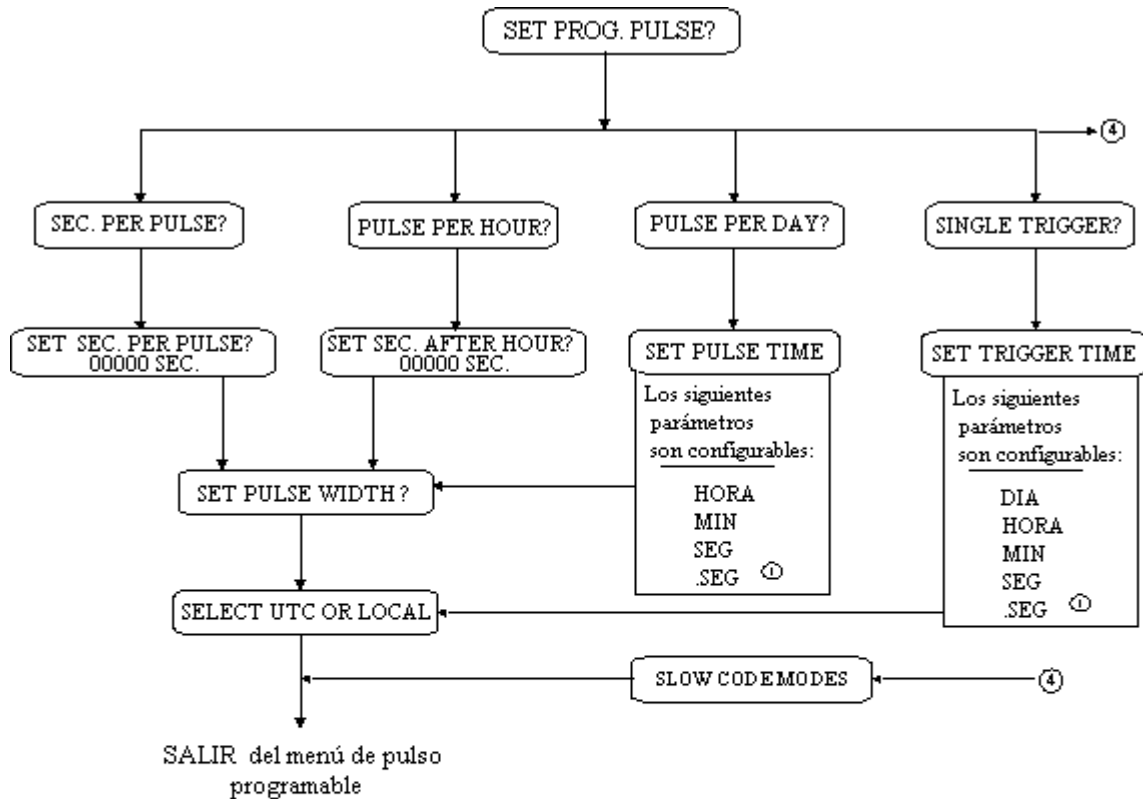 SET PROG. PULSE?
4
SEC. PER PULSE?
PULSE PER HOUR?
PULSE PER DAY?
SINGLE TRIGGER?
SET SEC. PER PULSE?
00000 SEC.
SET SEC. AFTER HOUR?
00000 SEC.
SET PULSE TIME
Los siguientes
parámetros
son configurables:
HORA
MIN
SEG
.SEG 1
SET TRIGGER TIME
Los siguientes
parámetros
son configurables:
DIA
HORA
MIN
SEG
.SEG 1
SET PULSE WIDTH ?
SELECT UTC OR LOCAL
SLOW CODE MODES
4
SALIR del menú de pulso
programable